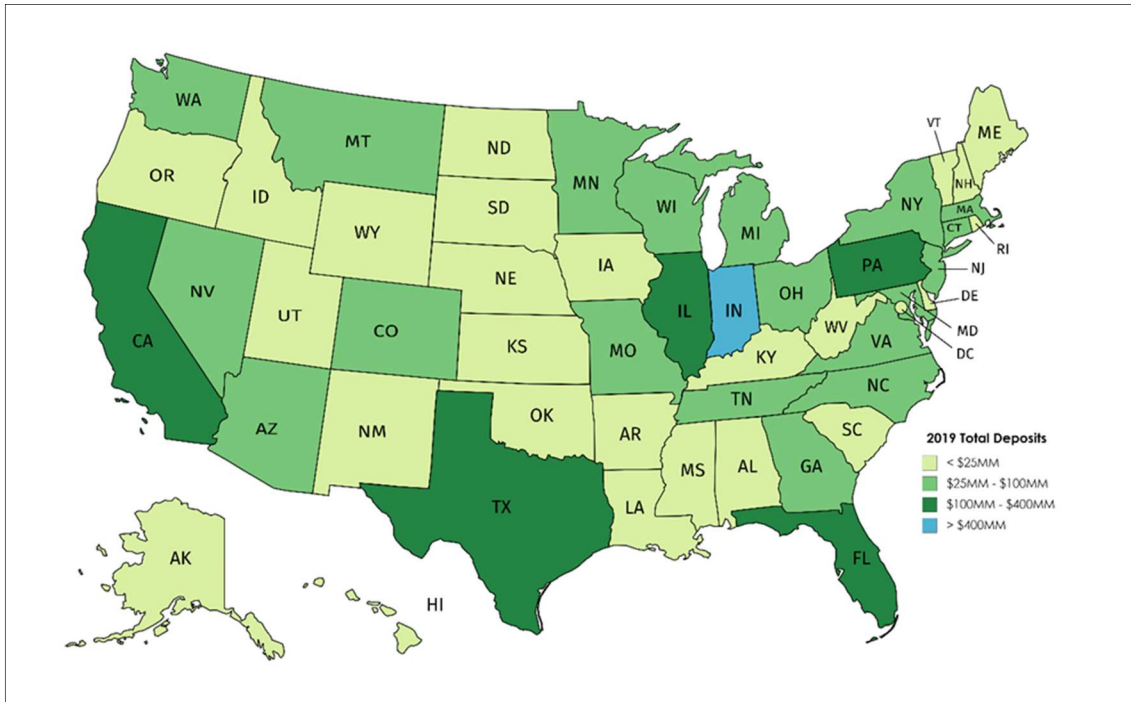 WA
MT
ND
MN
VT
ME
OR
ID
SD
WI
MI
NY
NH
MA
CT
RI
WY
NE
IA
PA
NJ
NV
UT
CO
IL
IN
OH
DE
WV
MD
CA
KS
MO
KY
VA
DC
AZ
NM
OK
AR
TN
NC
SC
MS
AL
GA
2019 Total Deposits
< $25MM
$25MM - $100MM
$100MM - $400MM
> $400MM
TX
LA
FL
AK
HI